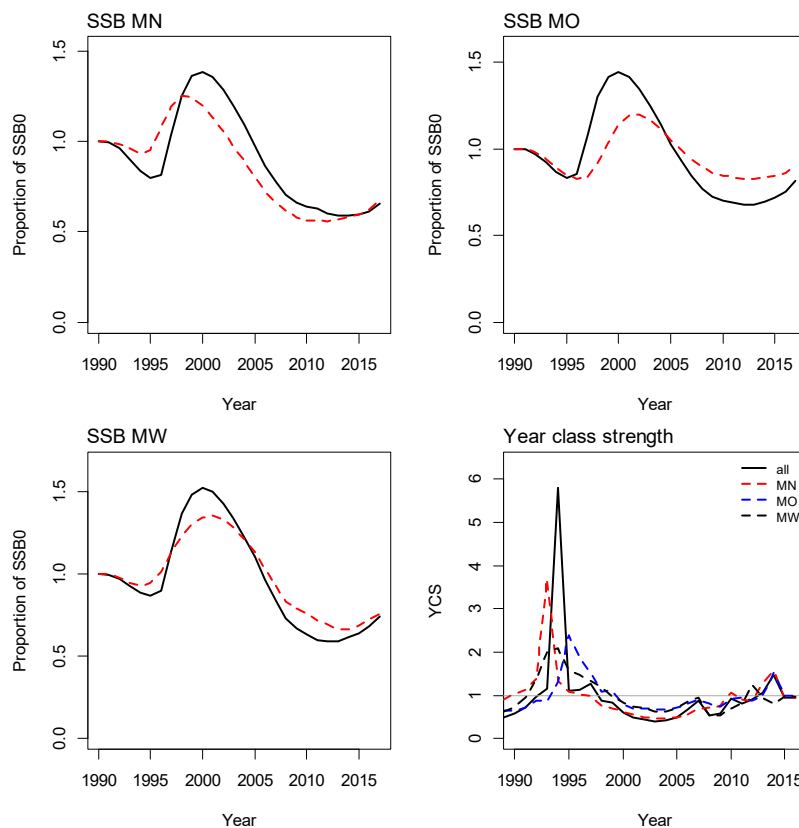 SSB MN
Proportion of SSB0
0.0 0.5 1.0 1.5
1990 1995 2000 2005 2010 2015
Year
SSB MO
Proportion of SSB0
0.0 0.5 1.0 1.5
1990 1995 2000 2005 2010 2015
Year
SSB MW
Proportion of SSB0
0.0 0.5 1.0 1.5
1990 1995 2000 2005 2010 2015
Year
Year class strength
YCS
0 1 2 3 4 5 6
all
MN
MO
MW
1990 1995 2000 2005 2010 2015
Year